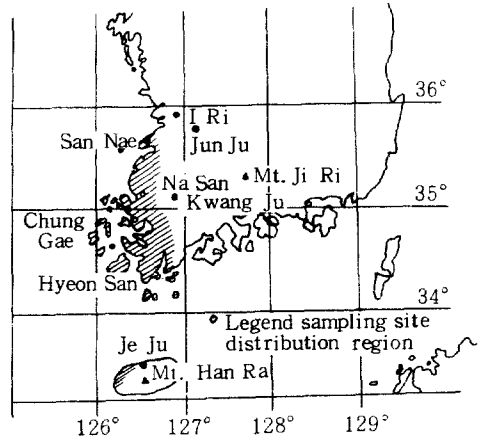 36°
I Ri
San Nae
Jun Ju
Na San
Mt. Ji Ri
35°
Kwang Ju
Chung
Gae
Hyeon San
34°
Legend sampling site
distribution region
Je Ju
Mt. Han Ra
126°
127°
128°
129°